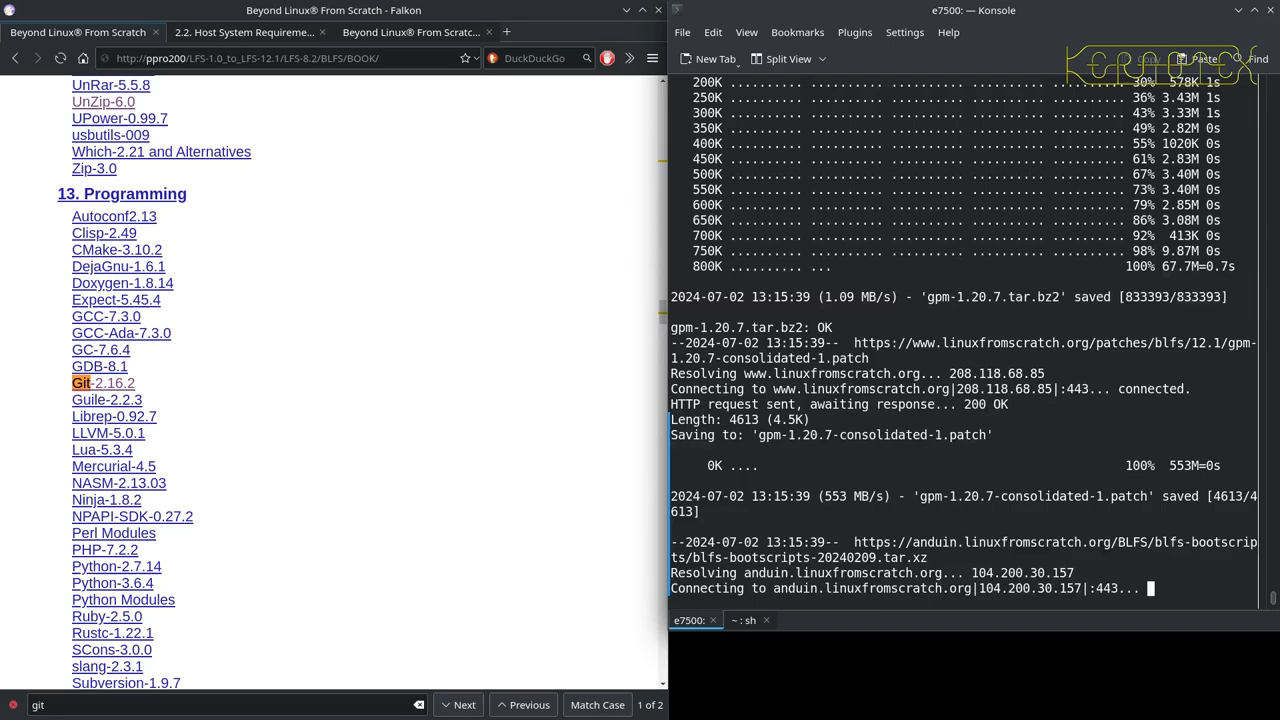 Beyond Linux® From Scratch - Falkon
Beyond Linux® From Scratch
2.2. Host System Requireme...
Beyond Linux® From Scratc...
http://ppro200/LFS-1.0_to_LFS-12.1/LFS-8.2/BLFS/BOOK/
DuckDuckGo
UnRar-5.5.8
UnZip-6.0
UPower-0.99.7
usbutils-009
Which-2.21 and Alternatives
Zip-3.0
13. Programming
Autoconf2.13
Clisp-2.49
CMake-3.10.2
DejaGnu-1.6.1
Doxygen-1.8.14
Expect-5.45.4
GCC-7.3.0
GCC-Ada-7.3.0
GC-7.6.4
GDB-8.1
Git-2.16.2
Guile-2.2.3
Librep-0.92.7
LLVM-5.0.1
Lua-5.3.4
Mercurial-4.5
NASM-2.13.03
Ninja-1.8.2
NPAPI-SDK-0.27.2
Perl Modules
PHP-7.2.2
Python-2.7.14
Python-3.6.4
Python Modules
Ruby-2.5.0
Rustc-1.22.1
SCons-3.0.0
slang-2.3.1
Subversion-1.9.7
git
Next
Previous
Match Case
1 of 2
e7500: — Konsole
File Edit View Bookmarks Plugins Settings Help
New Tab
Split View
Copy
Paste
Find
200K .......... .......... .......... .......... .......... 30% 578K 1s
250K .......... .......... .......... .......... .......... 36% 3.43M 1s
300K .......... .......... .......... .......... .......... 43% 3.33M 1s
350K .......... .......... .......... .......... .......... 49% 2.82M 0s
400K .......... .......... .......... .......... .......... 55% 1020K 0s
450K .......... .......... .......... .......... .......... 61% 2.83M 0s
500K .......... .......... .......... .......... .......... 67% 3.40M 0s
550K .......... .......... .......... .......... .......... 73% 3.40M 0s
600K .......... .......... .......... .......... .......... 79% 2.85M 0s
650K .......... .......... .......... .......... .......... 86% 3.08M 0s
700K .......... .......... .......... .......... .......... 92% 413K 0s
750K .......... .......... .......... .......... .......... 98% 9.87M 0s
800K .......... ... 100% 67.7M=0.7s
2024-07-02 13:15:39 (1.09 MB/s) - 'gpm-1.20.7.tar.bz2' saved [833393/833393]
gpm-1.20.7.tar.bz2: OK
--2024-07-02 13:15:39-- https://www.linuxfromscratch.org/patches/blfs/12.1/gpm-
1.20.7-consolidated-1.patch
Resolving www.linuxfromscratch.org... 208.118.68.85
Connecting to www.linuxfromscratch.org|208.118.68.85|:443... connected.
HTTP request sent, awaiting response... 200 OK
Length: 4613 (4.5K)
Saving to: 'gpm-1.20.7-consolidated-1.patch'
0K .... 100% 553M=0s
2024-07-02 13:15:39 (553 MB/s) - 'gpm-1.20.7-consolidated-1.patch' saved [4613/4
613]
--2024-07-02 13:15:39-- https://anduin.linuxfromscratch.org/BLFS/blfs-bootscrip
ts/blfs-bootscripts-20240209.tar.xz
Resolving anduin.linuxfromscratch.org... 104.200.30.157
Connecting to anduin.linuxfromscratch.org|104.200.30.157|:443...
e7500:
~ : sh